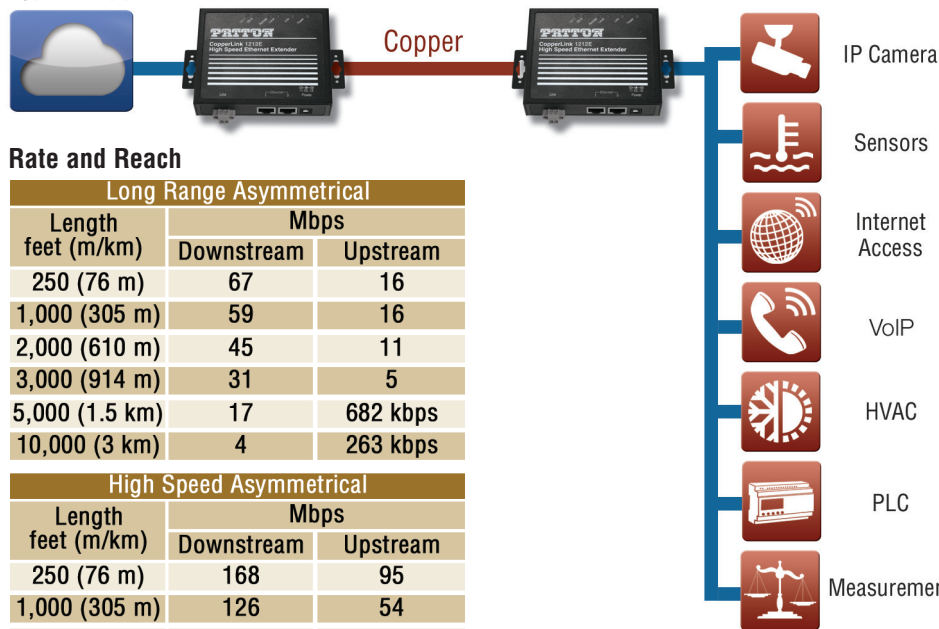 PATTON
CopperLink 1212E
High Speed Ethernet Extender
Copper
PATTON
CopperLink 1212E
High Speed Ethernet Extender
IP Camera
Sensors
Internet
Access
VoIP
HVAC
PLC
Measuremen
Rate and Reach
Long Range Asymmetrical
Length
feet (m/km)
Mbps
Downstream Upstream
250 (76 m) 67 16
1,000 (305 m) 59 16
2,000 (610 m) 45 11
3,000 (914 m) 31 5
5,000 (1.5 km) 17 682 kbps
10,000 (3 km) 4 263 kbps
High Speed Asymmetrical
Length
feet (m/km)
Mbps
Downstream Upstream
250 (76 m) 168 95
1,000 (305 m) 126 54